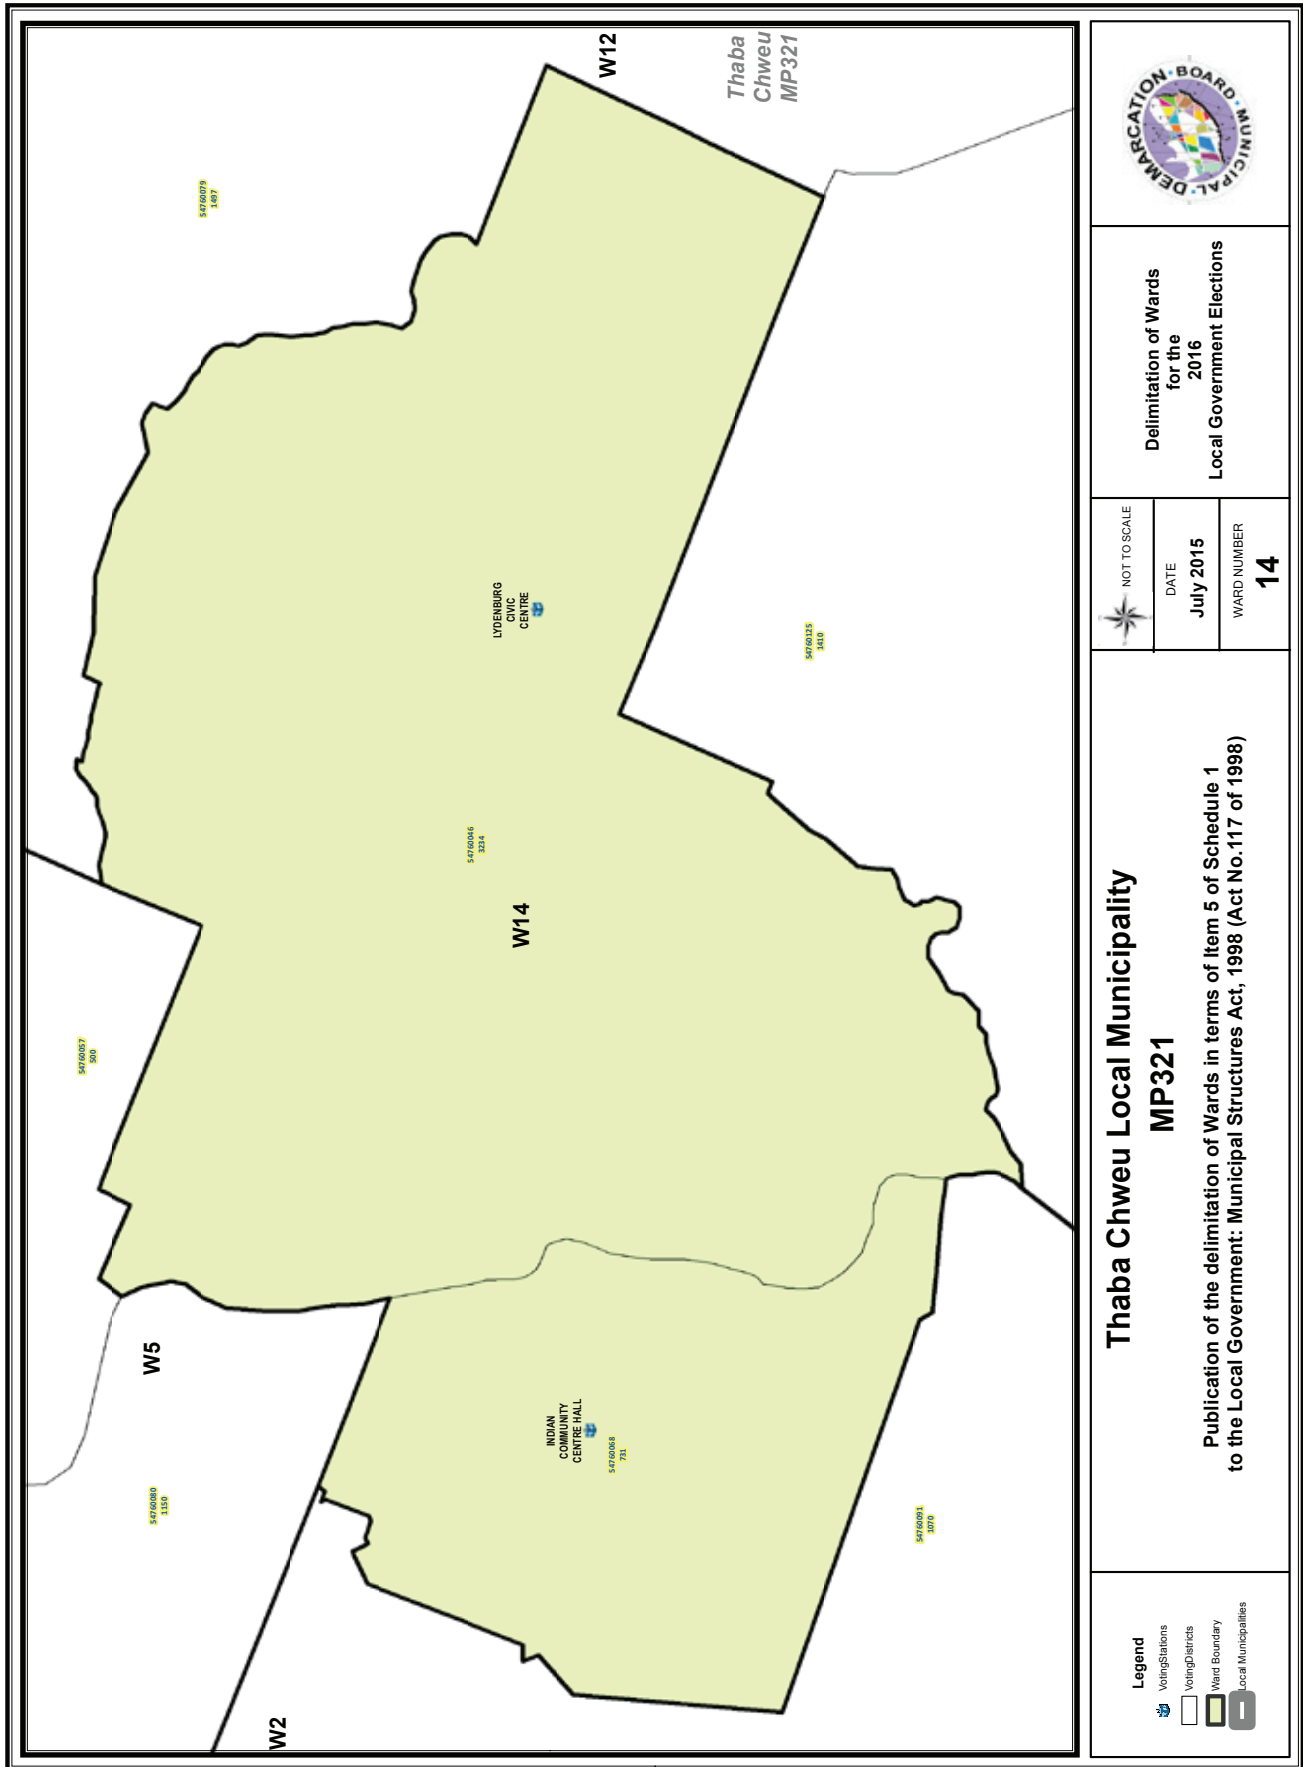 W12
Thaba
Chweu
MP321
54760079
1497
LYDENBURG
CIVIC
CENTRE
54760125
1410
54760046
3234
W14
54760057
500
W5
54760080
1150
INDIAN
COMMUNITY
CENTRE HALL
54760068
731
54760091
1070
W2
Legend
VotingStations
VotingDistricts
Ward Boundary
Local Municipalities
Thaba Chweu Local Municipality
MP321
Publication of the delimitation of Wards in terms of Item 5 of Schedule 1
to the Local Government: Municipal Structures Act, 1998 (Act No.117 of 1998)
NOT TO SCALE
DATE
July 2015
WARD NUMBER
14
Delimitation of Wards
for the
2016
Local Government Elections
MUNICIPAL · DEMARCATION · BOARD ·